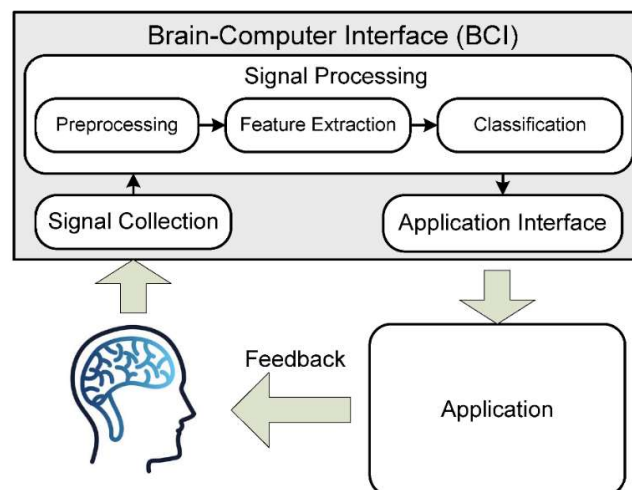 Brain-Computer Interface (BCI)
Signal Processing
Preprocessing
Feature Extraction
Classification
Signal Collection
Application Interface
Feedback
Application